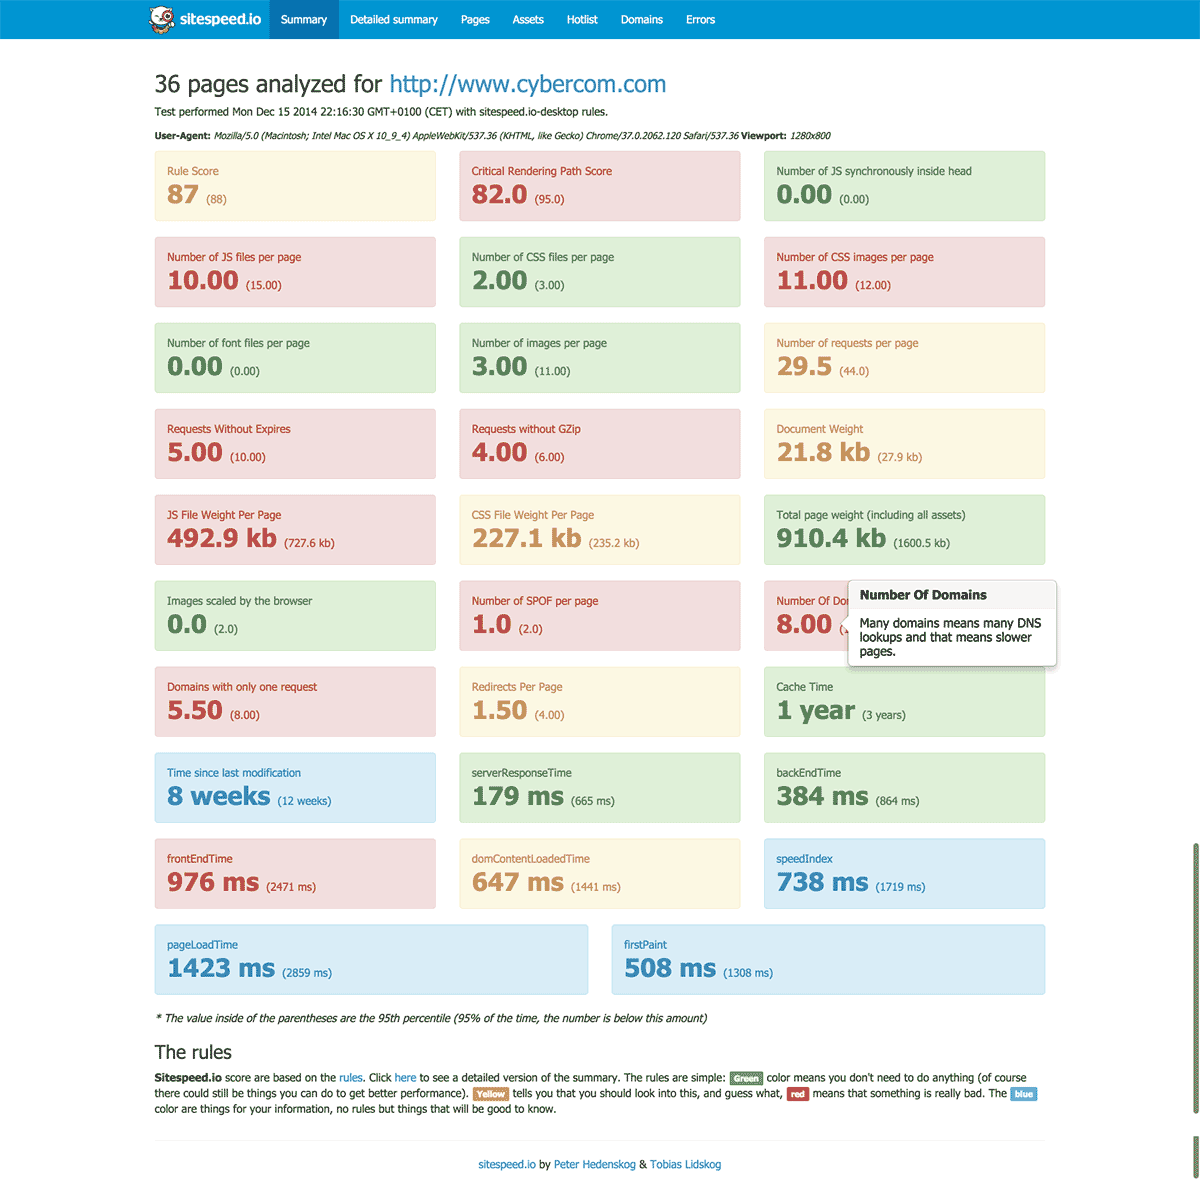 sitespeed.io Summary Detailed summary Pages Assets Hotlist Domains Errors
36 pages analyzed for http://www.cybercom.com
Test performed Mon Dec 15 2014 22:16:30 GMT+0100 (CET) with sitespeed.io-desktop rules.
User-Agent: Mozilla/5.0 (Macintosh; Intel Mac OS X 10_9_4) AppleWebKit/537.36 (KHTML, like Gecko) Chrome/37.0.2062.120 Safari/537.36 Viewport: 1280x800
Rule Score
87 (88)
Critical Rendering Path Score
82.0 (95.0)
Number of JS synchronously inside head
0.00 (0.00)
Number of JS files per page
10.00 (15.00)
Number of CSS files per page
2.00 (3.00)
Number of CSS images per page
11.00 (12.00)
Number of font files per page
0.00 (0.00)
Number of images per page
3.00 (11.00)
Number of requests per page
29.5 (44.0)
Requests Without Expires
5.00 (10.00)
Requests without GZip
4.00 (6.00)
Document Weight
21.8 kb (27.9 kb)
JS File Weight Per Page
492.9 kb (727.6 kb)
CSS File Weight Per Page
227.1 kb (235.2 kb)
Total page weight (including all assets)
910.4 kb (1600.5 kb)
Images scaled by the browser
0.0 (2.0)
Number of SPOF per page
1.0 (2.0)
Number Of
8.00
Number Of Domains
Many domains means many DNS
lookups and that means slower
pages.
Domains with only one request
5.50 (8.00)
Redirects Per Page
1.50 (4.00)
Cache Time
1 year (3 years)
Time since last modification
8 weeks (12 weeks)
serverResponseTime
179 ms (665 ms)
backEndTime
384 ms (864 ms)
frontEndTime
976 ms (2471 ms)
domContentLoadedTime
647 ms (1441 ms)
speedIndex
738 ms (1719 ms)
pageLoadTime
1423 ms (2859 ms)
firstPaint
508 ms (1308 ms)
* The value inside of the parentheses are the 95th percentile (95% of the time, the number is below this amount)
The rules
Sitespeed.io score are based on the rules. Click here to see a detailed version of the summary. The rules are simple: Green color means you don't need to do anything (of course
there could still be things you can do to get better performance). Yellow tells you that you should look into this, and guess what, red means that something is really bad. The blue
color are things for your information, no rules but things that will be good to know.
sitespeed.io by Peter Hedenskog & Tobias Lidskog